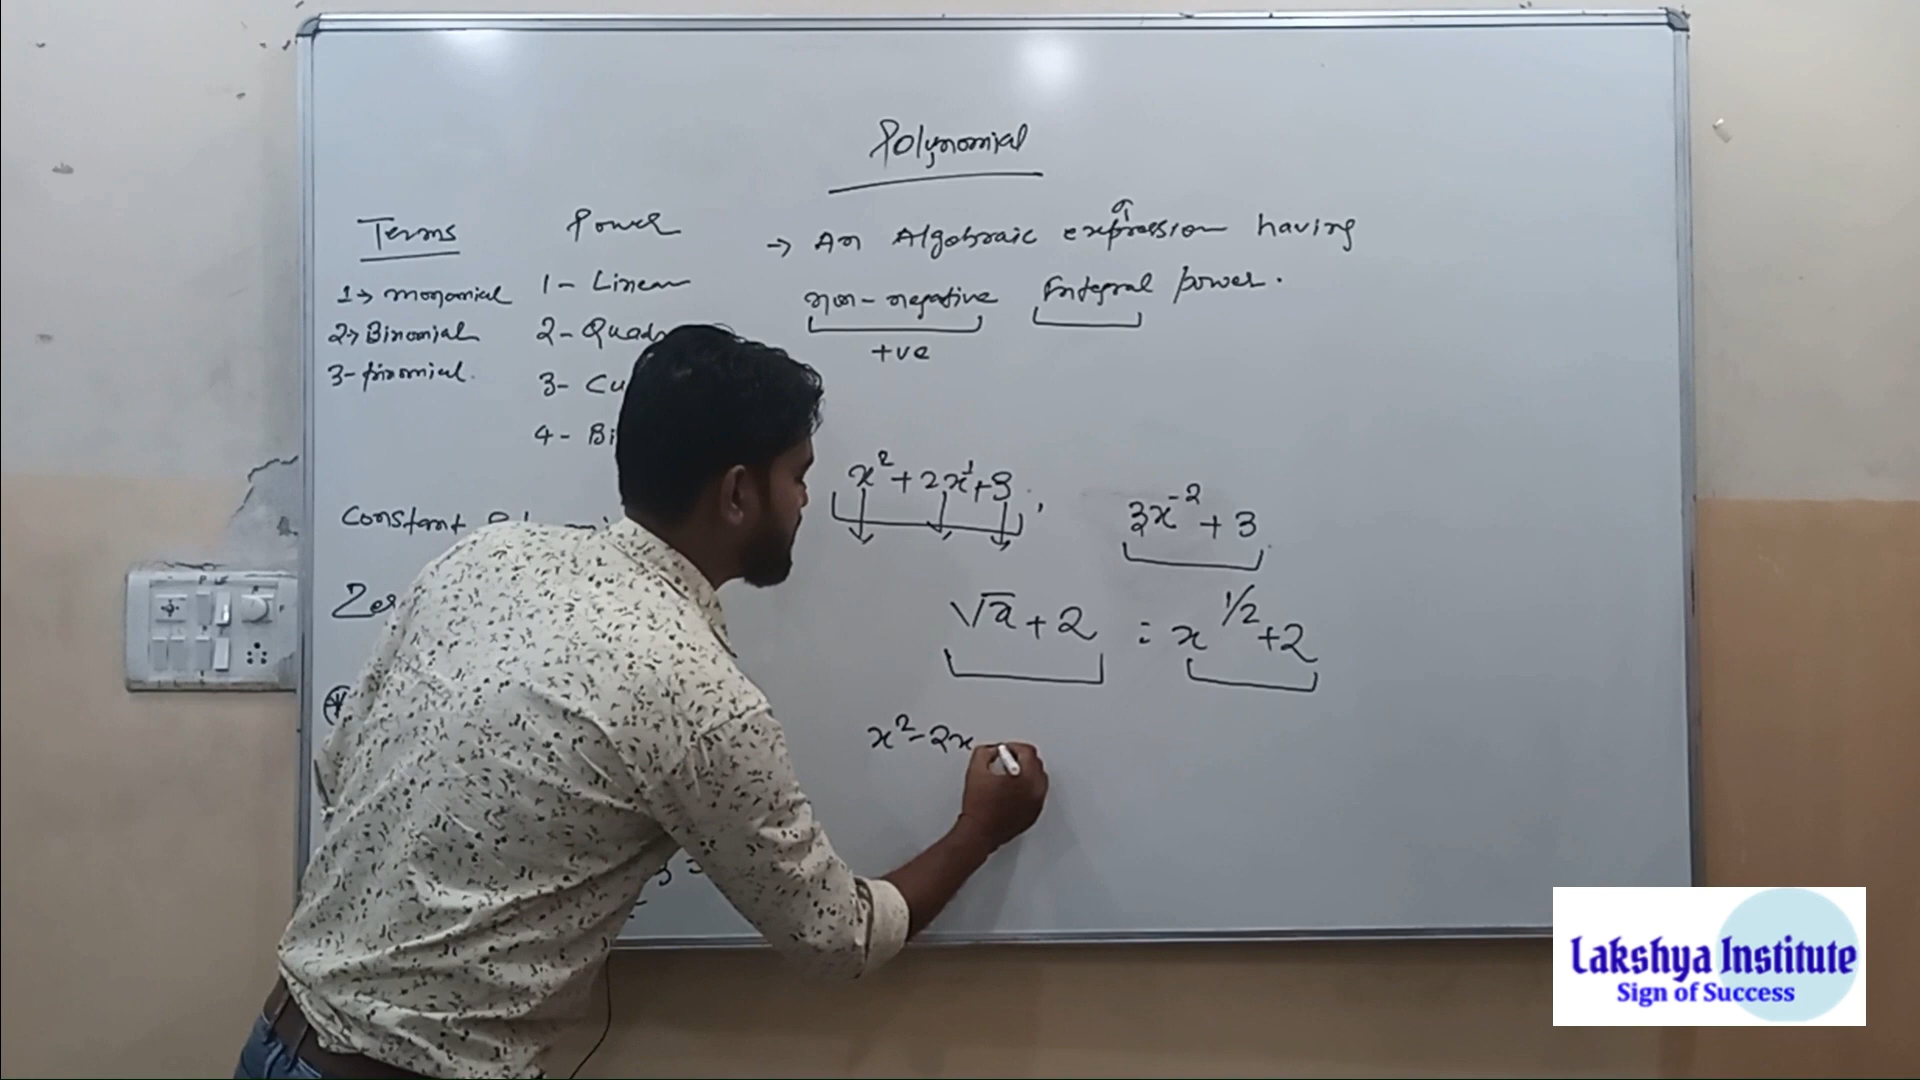 Polynomial
Terms
1→ monomial
2→ Binomial
3- trinomial.
Power
1- Linear
2- Quad
3- Cu
4- Bi
→ An Algebraic expression having
non-negative Integral power.
+ve
x² + 2x¹ + 3 , 3x⁻² + 3
√a + 2 = x^1/2 + 2
x² - 2x
Constant
Zer
Lakshya Institute
Sign of Success